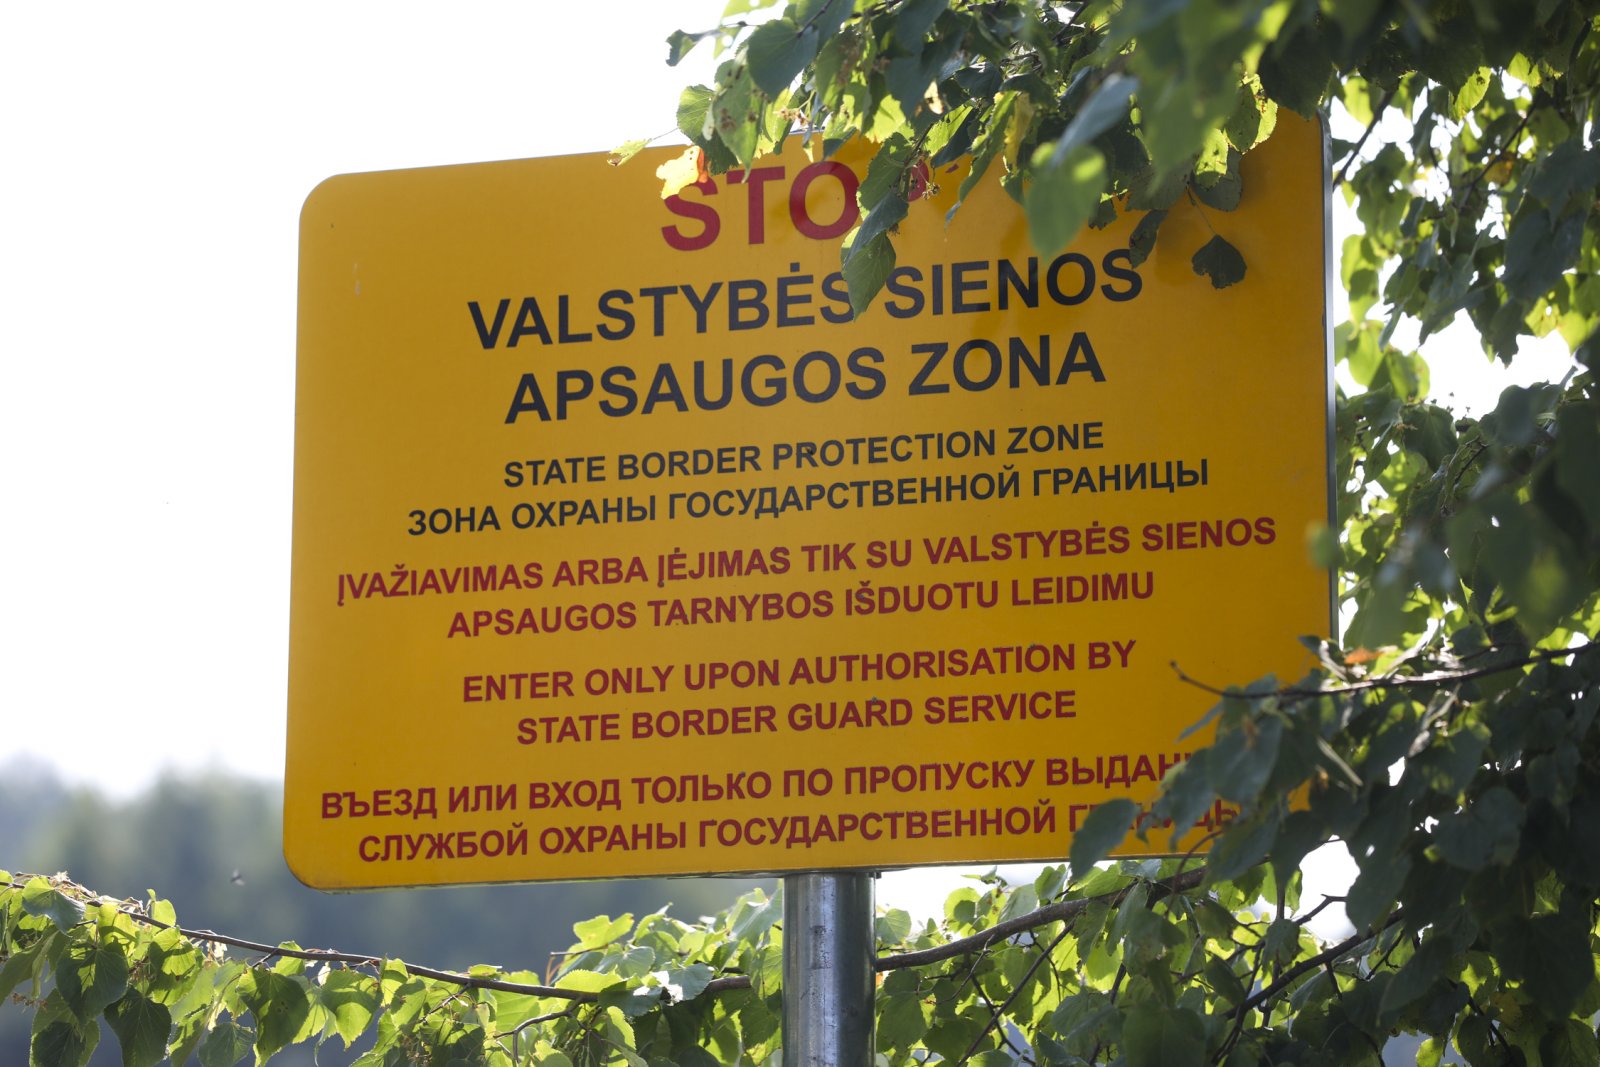 STOP
VALSTYBĖS SIENOS
APSAUGOS ZONA
STATE BORDER PROTECTION ZONE
ЗОНА ОХРАНЫ ГОСУДАРСТВЕННОЙ ГРАНИЦЫ
ĮVAŽIAVIMAS ARBA ĮĖJIMAS TIK SU VALSTYBĖS SIENOS
APSAUGOS TARNYBOS IŠDUOTU LEIDIMU
ENTER ONLY UPON AUTHORISATION BY
STATE BORDER GUARD SERVICE
ВЪЕЗД ИЛИ ВХОД ТОЛЬКО ПО ПРОПУСКУ
СЛУЖБОЙ ОХРАНЫ ГОСУДАРСТВЕННОЙ ГРАНИЦЫ